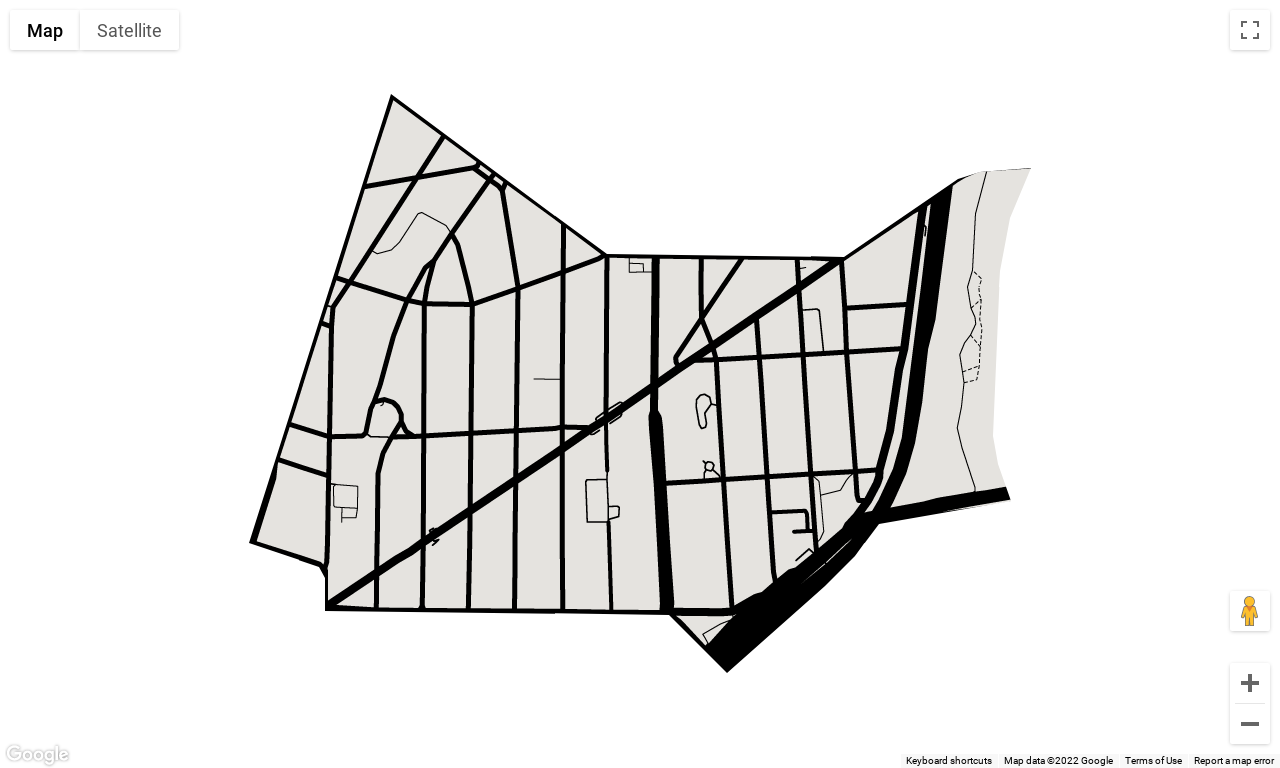 Map Satellite
Google
Keyboard shortcuts Map data ©2022 Google Terms of Use Report a map error